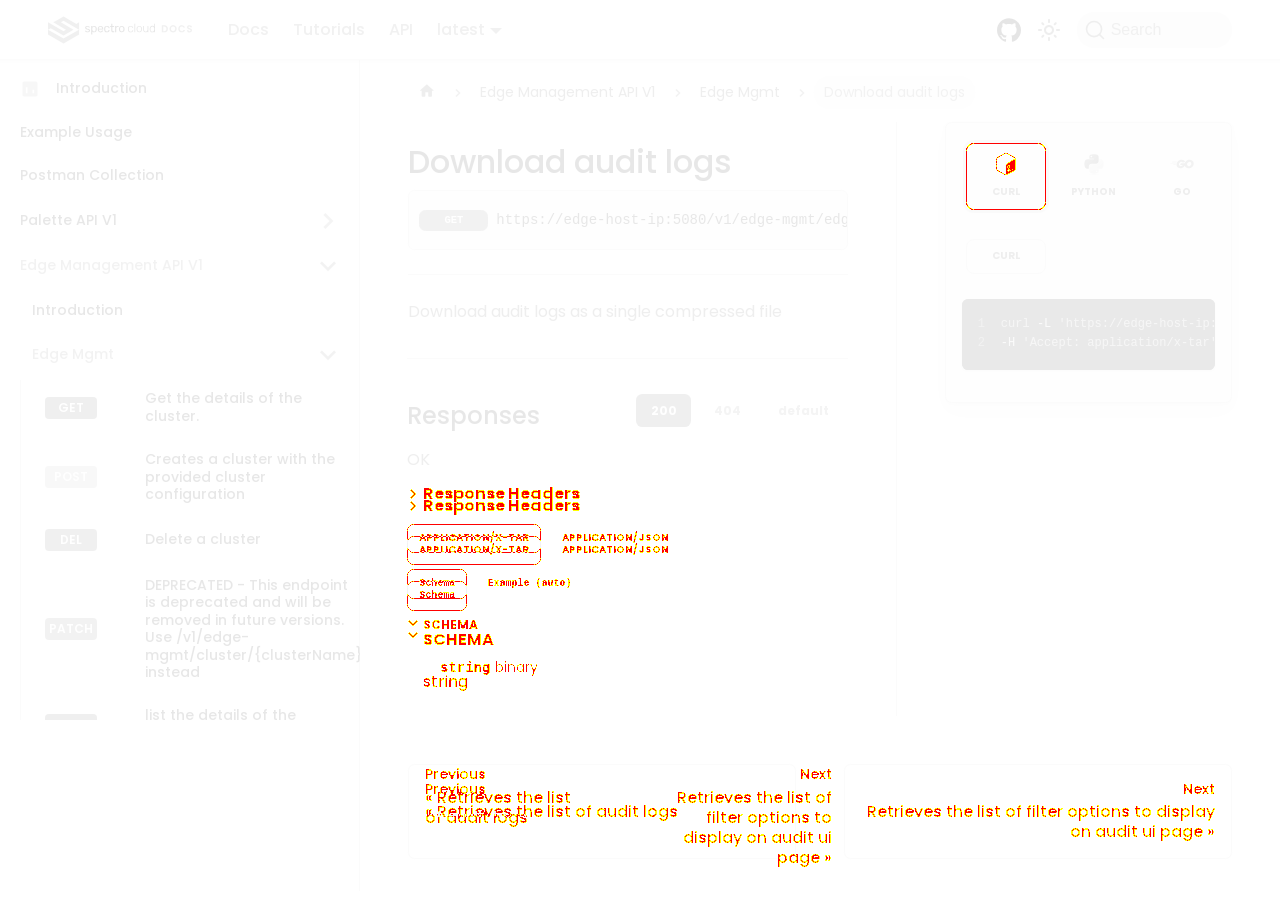 spectro cloud DOCS
Docs
Tutorials
API
latest
Search
Introduction
Example Usage
Postman Collection
Palette API V1
Edge Management API V1
Introduction
Edge Mgmt
GET
Get the details of the
cluster.
POST
Creates a cluster with the
provided cluster
configuration
DEL
Delete a cluster
PATCH
DEPRECATED - This endpoint
is deprecated and will be
removed in future versions.
Use /v1/edge-
mgmt/cluster/{clusterName}
instead
list the details of the
Edge Management API V1
Edge Mgmt
Download audit logs
Download audit logs
GET
https://edge-host-ip:5080/v1/edge-mgmt/edg
Download audit logs as a single compressed file
Responses
200
404
default
OK
Response Headers
Response Headers
APPLICATION/X-TAR
APPLICATION/JSON
APPLICATION/X-TAR
APPLICATION/JSON
Schema
Example (auto)
Schema
SCHEMA
SCHEMA
string binary
string
Previous
Previous
« Retrieves the list
of audit logs
« Retrieves the list of audit logs
Next
Retrieves the list of
filter options to
display on audit ui
page »
Next
Retrieves the list of filter options to display
on audit ui page »
CURL
PYTHON
GO
CURL
1 curl -L 'https://edge-host-ip:
2 -H 'Accept: application/x-tar'